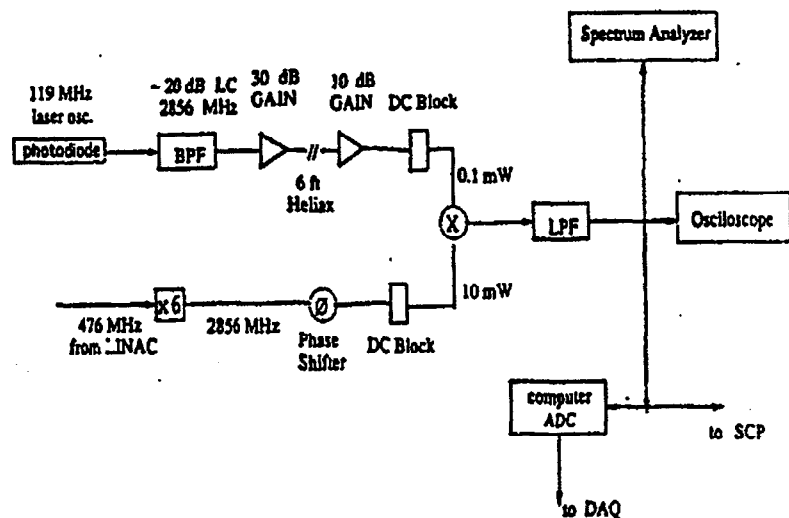 Spectrum Analyzer
119 MHz
laser osc.
photodiode
~20 dB I.C
2856 MHz
BPF
30 dB
GAIN
10 dB
GAIN
DC Block
//
6 ft
Heliax
0.1 mW
X
LPF
Osciloscope
10 mW
476 MHz
from LINAC
x6
2856 MHz
Ø
Phase
Shifter
DC Block
computer
ADC
to SCP
to DAQ